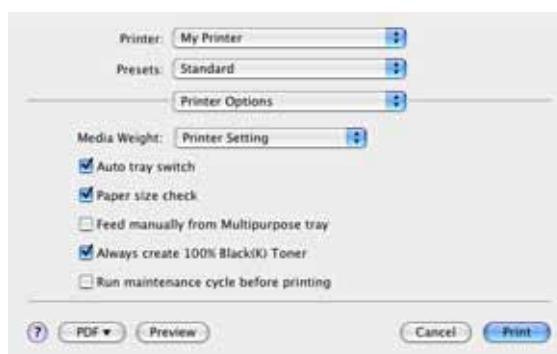 Printer: My Printer
Presets: Standard
Printer Options
Media Weight: Printer Setting
Auto tray switch
Paper size check
Feed manually from Multipurpose tray
Always create 100% Black(K) Toner
Run maintenance cycle before printing
? PDF ▾ Preview Cancel Print